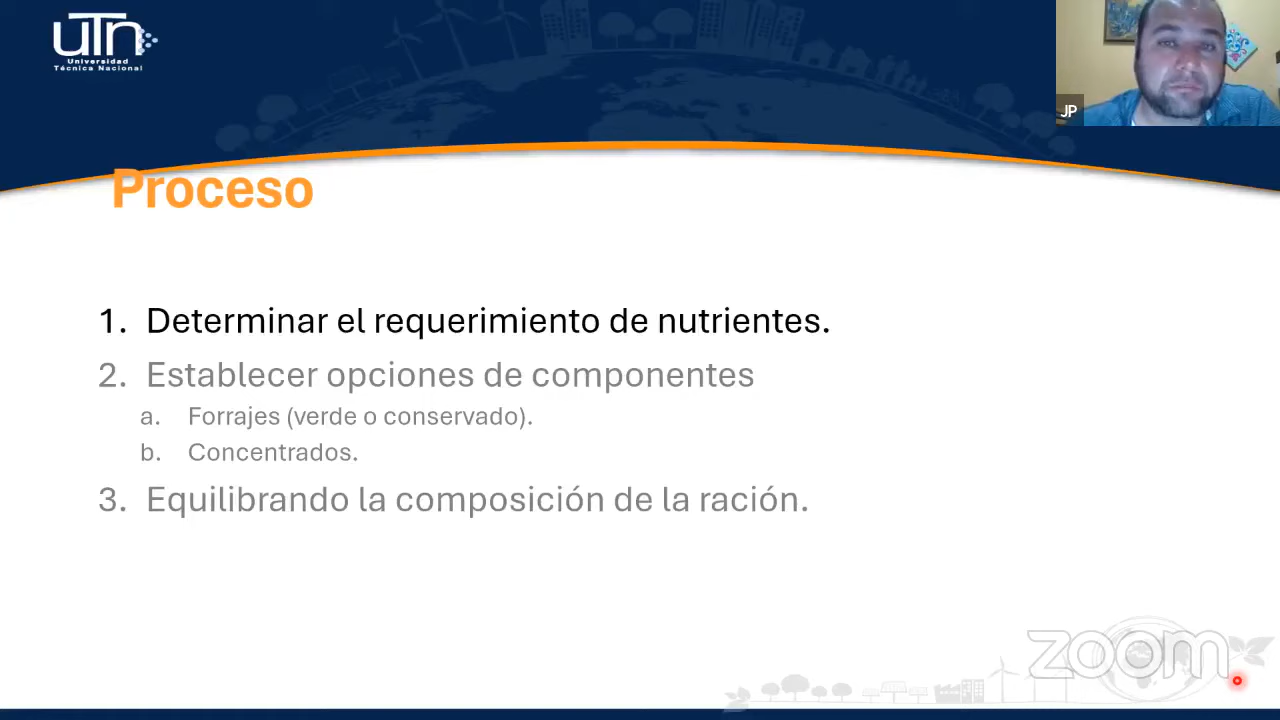 uTn
Universidad
Técnica Nacional
JP
Proceso
1. Determinar el requerimiento de nutrientes.
2. Establecer opciones de componentes
a. Forrajes (verde o conservado).
b. Concentrados.
3. Equilibrando la composición de la ración.
zoom